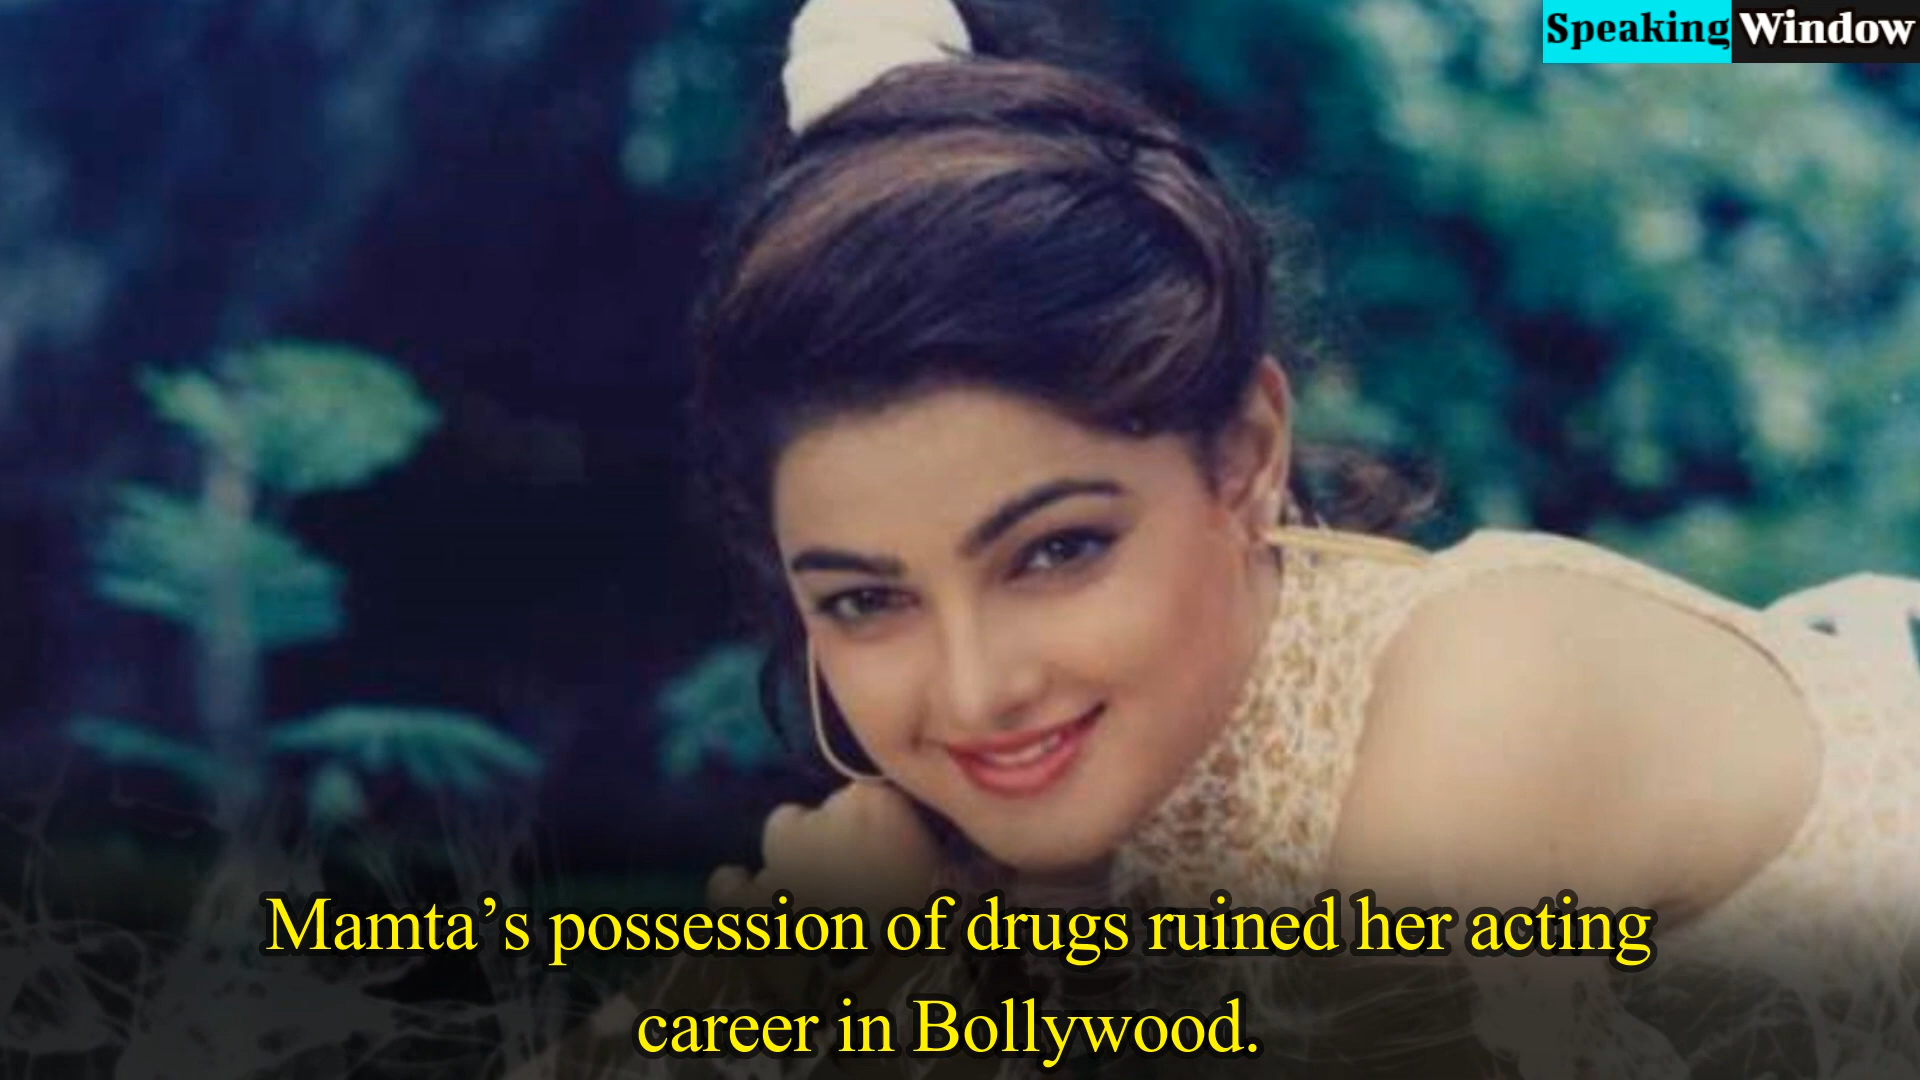 Speaking Window
Mamta’s possession of drugs ruined her acting
career in Bollywood.